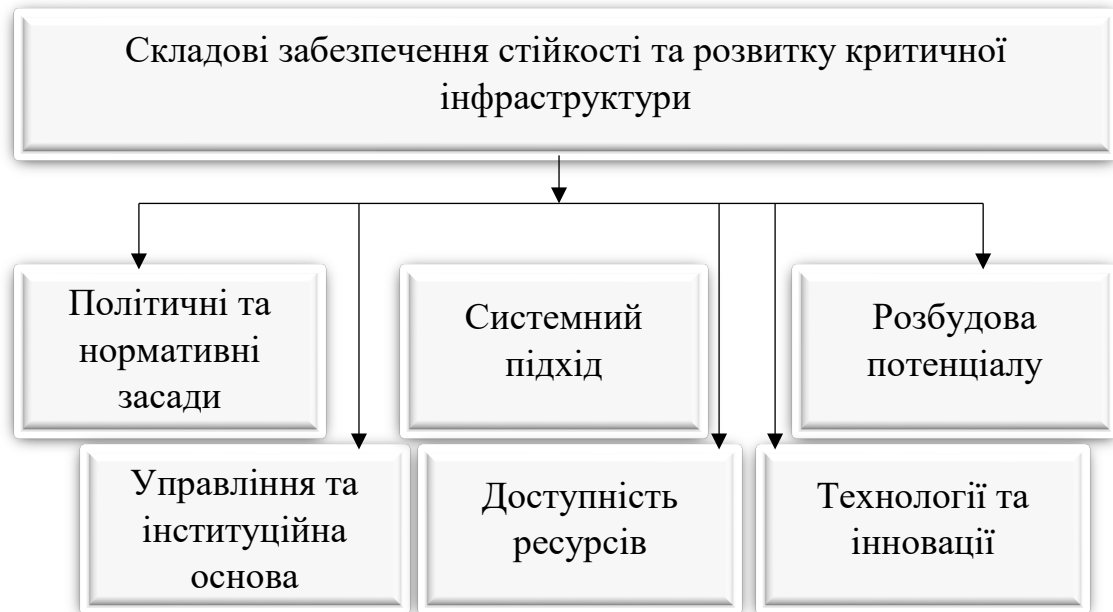 Складові забезпечення стійкості та розвитку критичної
інфраструктури
Політичні та
нормативні
засади
Системний
підхід
Розбудова
потенціалу
Управління та
інституційна
основа
Доступність
ресурсів
Технології та
інновації